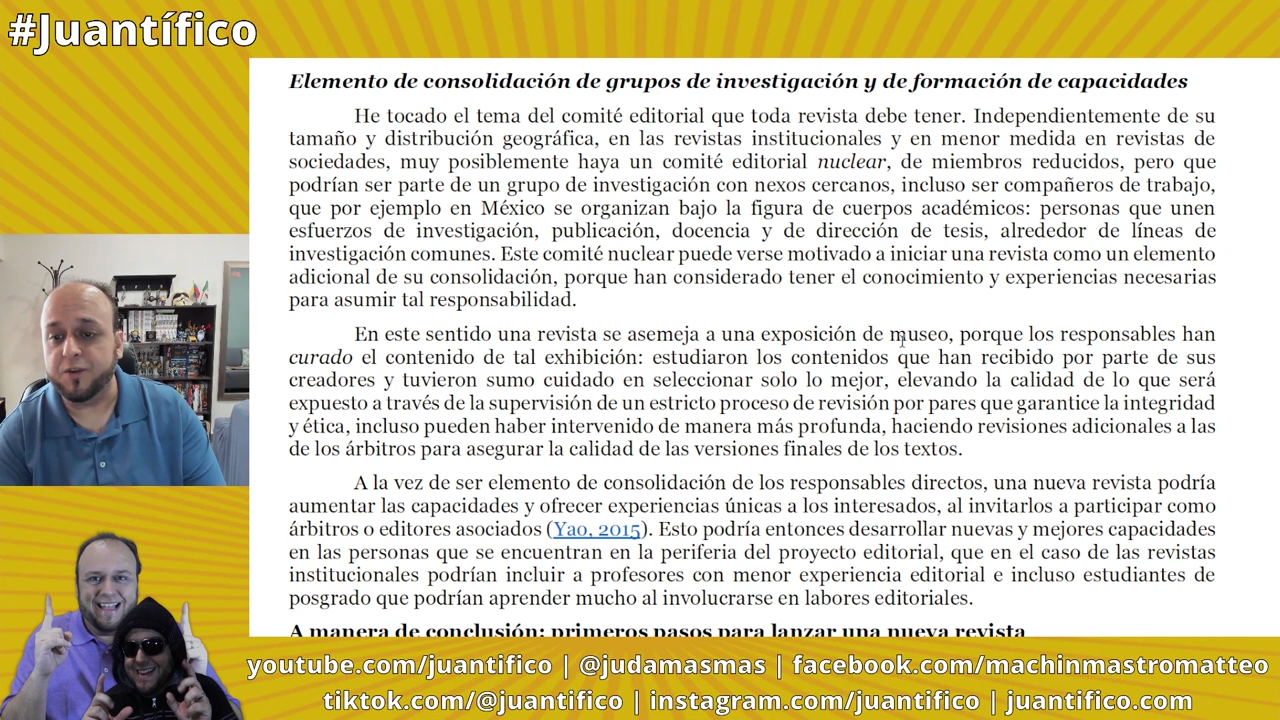 #Juantífico
Elemento de consolidación de grupos de investigación y de formación de capacidades
He tocado el tema del comité editorial que toda revista debe tener. Independientemente de su
tamaño y distribución geográfica, en las revistas institucionales y en menor medida en revistas de
sociedades, muy posiblemente haya un comité editorial nuclear, de miembros reducidos, pero que
podrían ser parte de un grupo de investigación con nexos cercanos, incluso ser compañeros de trabajo,
que por ejemplo en México se organizan bajo la figura de cuerpos académicos: personas que unen
esfuerzos de investigación, publicación, docencia y de dirección de tesis, alrededor de líneas de
investigación comunes. Este comité nuclear puede verse motivado a iniciar una revista como un elemento
adicional de su consolidación, porque han considerado tener el conocimiento y experiencias necesarias
para asumir tal responsabilidad.
En este sentido una revista se asemeja a una exposición de museo, porque los responsables han
curado el contenido de tal exhibición: estudiaron los contenidos que han recibido por parte de sus
creadores y tuvieron sumo cuidado en seleccionar solo lo mejor, elevando la calidad de lo que será
expuesto a través de la supervisión de un estricto proceso de revisión por pares que garantice la integridad
y ética, incluso pueden haber intervenido de manera más profunda, haciendo revisiones adicionales a las
de los árbitros para asegurar la calidad de las versiones finales de los textos.
A la vez de ser elemento de consolidación de los responsables directos, una nueva revista podría
aumentar las capacidades y ofrecer experiencias únicas a los interesados, al invitarlos a participar como
árbitros o editores asociados (Yao, 2015). Esto podría entonces desarrollar nuevas y mejores capacidades
en las personas que se encuentran en la periferia del proyecto editorial, que en el caso de las revistas
institucionales podrían incluir a profesores con menor experiencia editorial e incluso estudiantes de
posgrado que podrían aprender mucho al involucrarse en labores editoriales.
A manera de conclusión: primeros pasos para lanzar una nueva revista
youtube.com/juantifico | @judamasmas | facebook.com/machinmastromatteo
tiktok.com/@juantifico | instagram.com/juantifico | juantifico.com